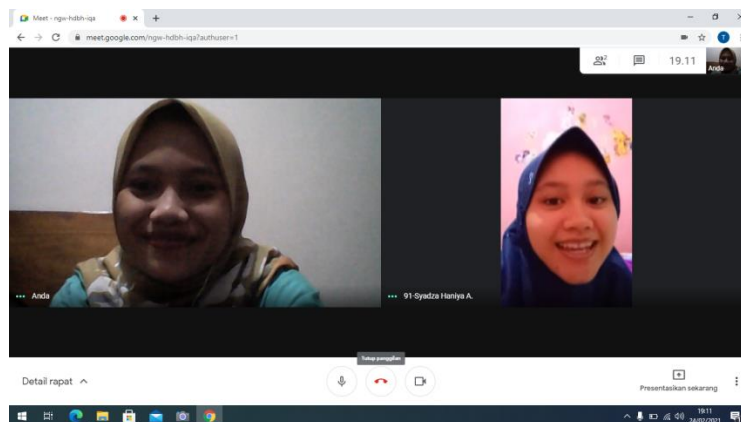 Meet - ngw-hdbh-iqa
meet.google.com/ngw-hdbh-iqa?authuser=1
T
2
19.11
Anda
Anda
91-Syadza Haniya A.
Tutup panggilan
Detail rapat
Presentasikan sekarang
19:11
24/02/2021